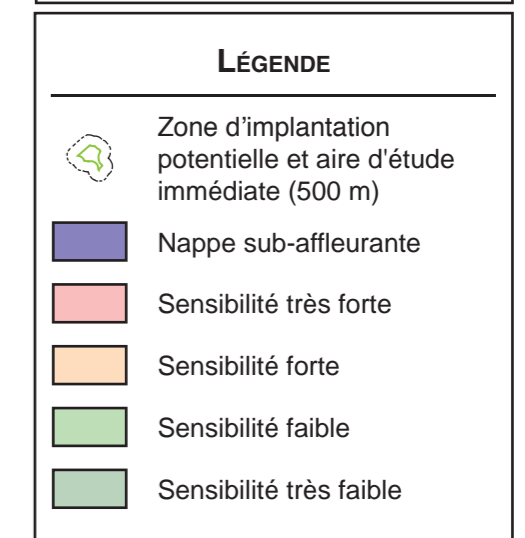 LÉGENDE
Zone d’implantation
potentielle et aire d'étude
immédiate (500 m)
Nappe sub-affleurante
Sensibilité très forte
Sensibilité forte
Sensibilité faible
Sensibilité très faible